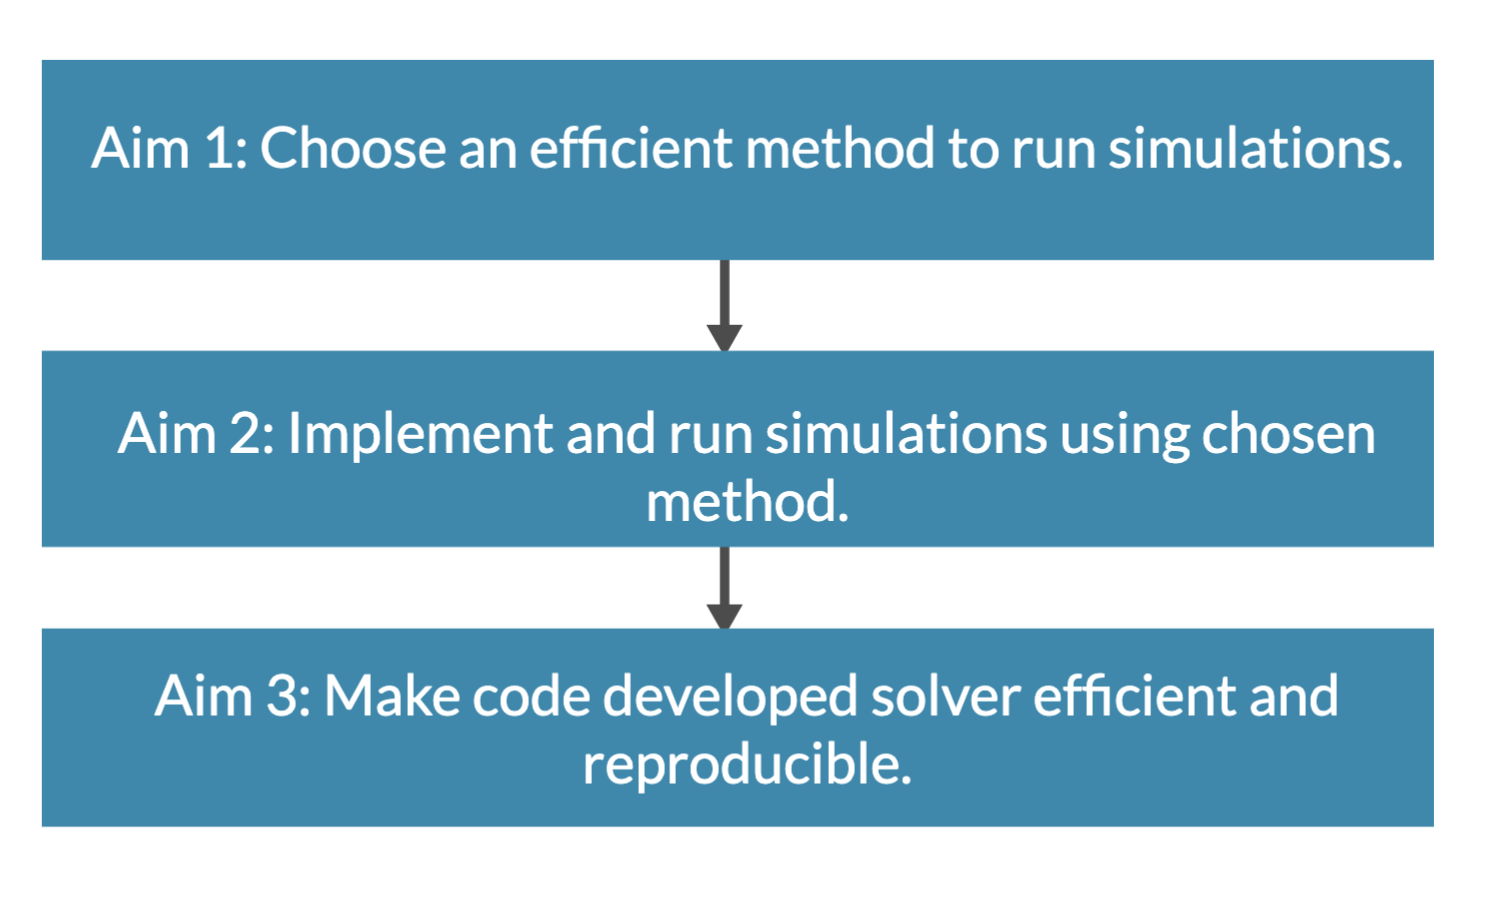 Aim 1: Choose an efficient method to run simulations.
Aim 2: Implement and run simulations using chosen
method.
Aim 3: Make code developed solver efficient and
reproducible.